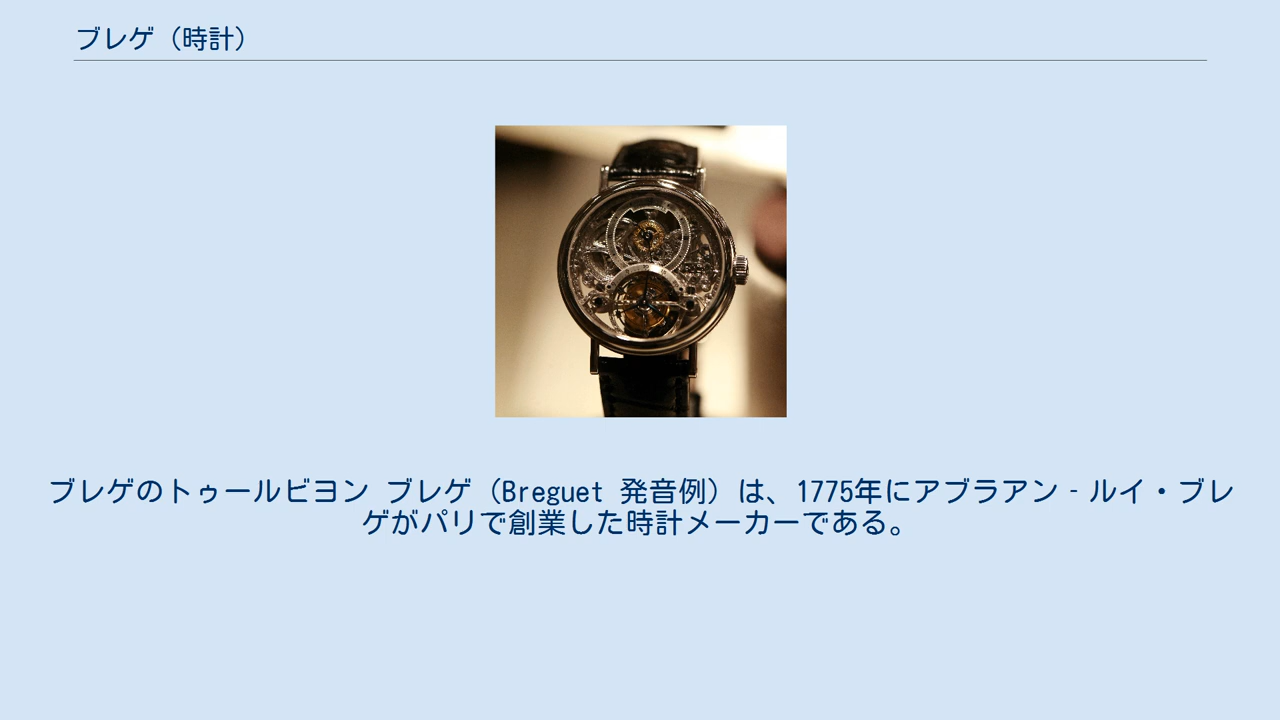 ブレゲ（時計）
ブレゲのトゥールビヨン ブレゲ（Breguet 発音例）は、1775年にアブラアン‐ルイ・ブレ
ゲがパリで創業した時計メーカーである。